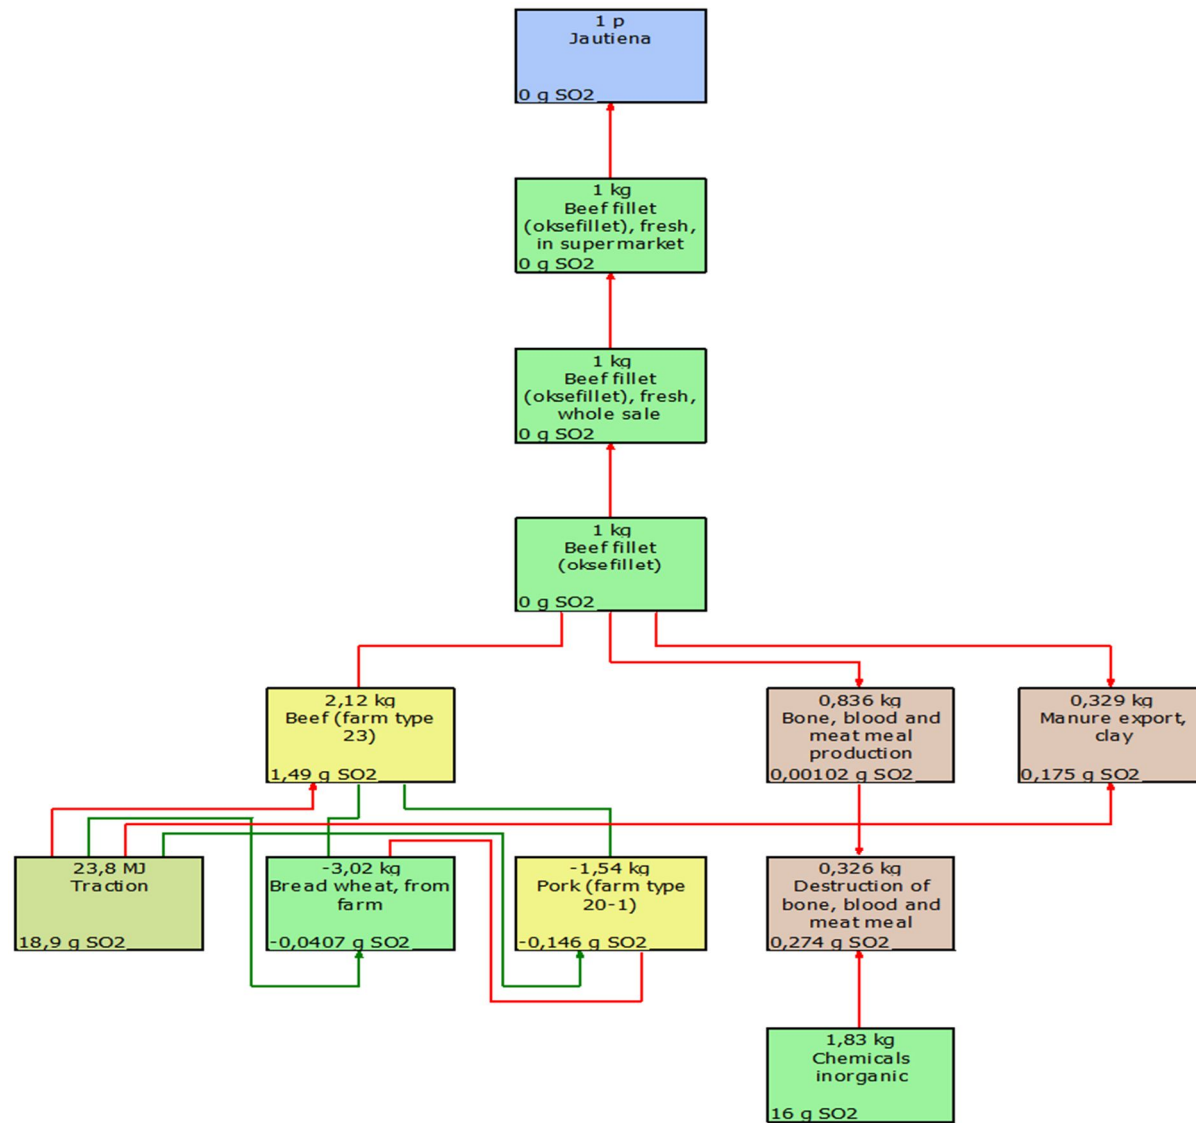 1 p
Jautiena
0 g SO2
1 kg
Beef fillet
(oksefillet), fresh,
in supermarket
0 g SO2
1 kg
Beef fillet
(oksefillet), fresh,
whole sale
0 g SO2
1 kg
Beef fillet
(oksefillet)
0 g SO2
2,12 kg
Beef (farm type
23)
1,49 g SO2
0,836 kg
Bone, blood and
meat meal
production
0,00102 g SO2
0,329 kg
Manure export,
clay
0,175 g SO2
23,8 MJ
Traction
18,9 g SO2
-3,02 kg
Bread wheat, from
farm
-0,0407 g SO2
-1,54 kg
Pork (farm type
20-1)
-0,146 g SO2
0,326 kg
Destruction of
bone, blood and
meat meal
0,274 g SO2
1,83 kg
Chemicals
inorganic
16 g SO2